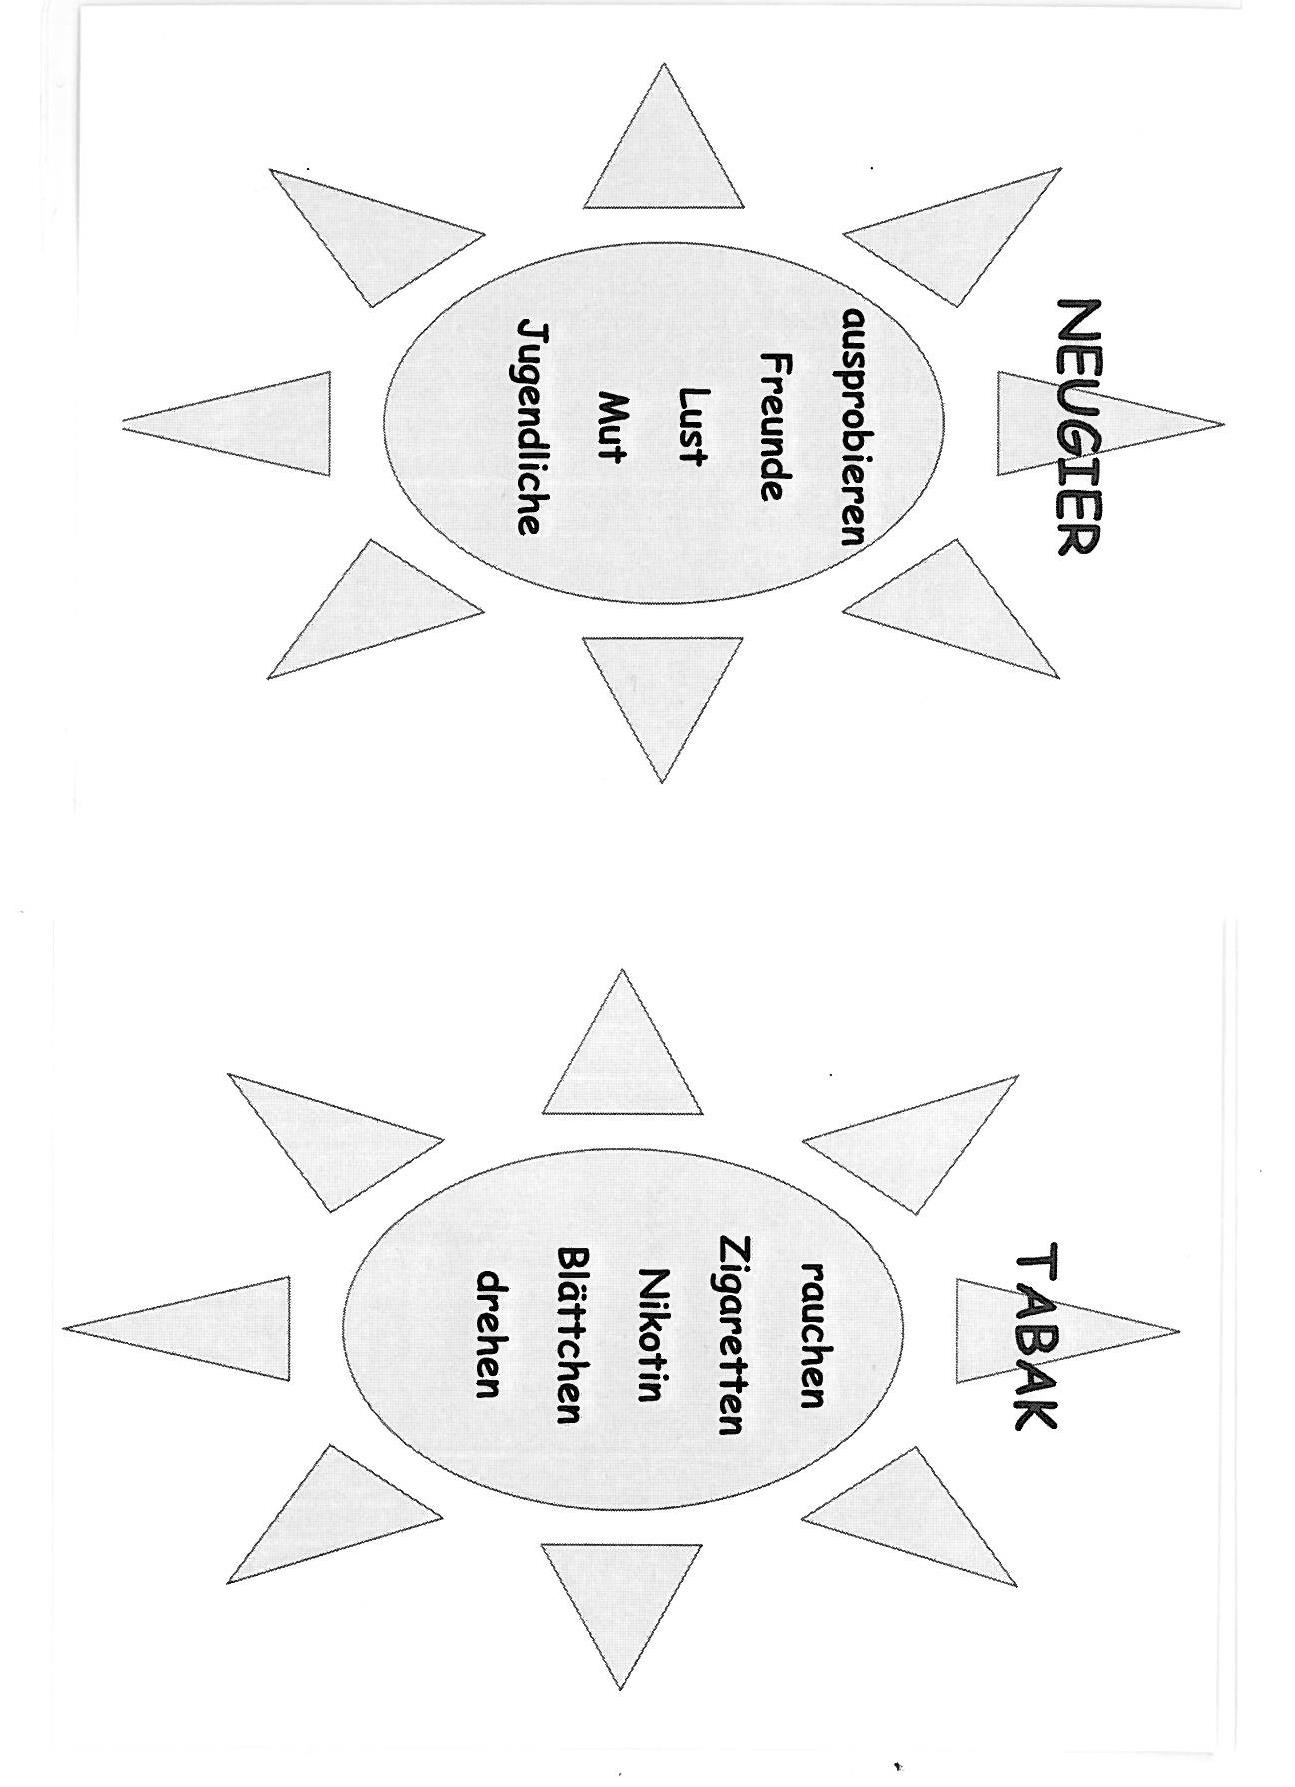 NEUGIER
ausprobieren
Freunde
Lust
Mut
Jugendliche
TABAK
rauchen
Zigaretten
Nikotin
Blättchen
drehen